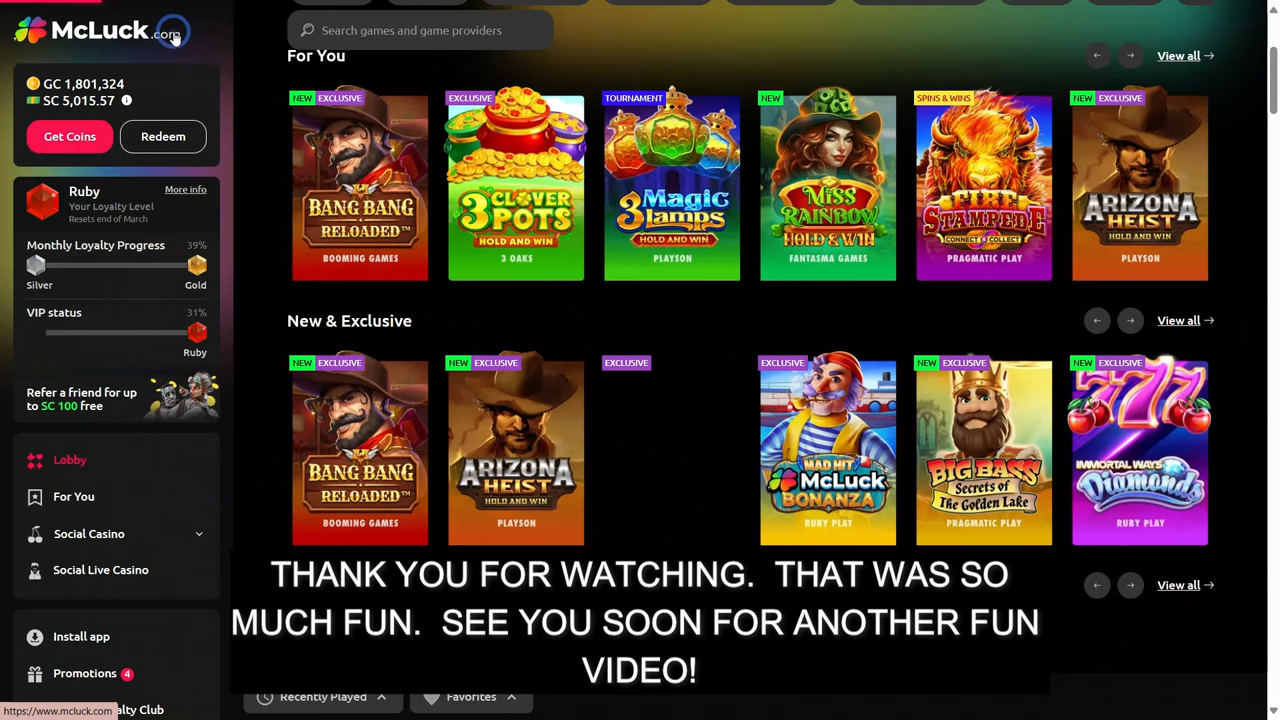 McLuck.com
Search games and game providers
GC 1,801,324
SC 5,015.57
Get Coins
Redeem
Ruby
More info
Your Loyalty Level
Resets end of March
Monthly Loyalty Progress 39%
Silver Gold
VIP status 31%
Ruby
Refer a friend for up
to SC 100 free
Lobby
For You
Social Casino
Social Live Casino
Install app
Promotions 4
alty Club
https://www.mcluck.com
For You
View all
NEW EXCLUSIVE
BANG BANG
RELOADED™
BOOMING GAMES
EXCLUSIVE
3 CLOVER
POTS
HOLD AND WIN
3 OAKS
TOURNAMENT
3 Magic
Lamps
HOLD AND WIN
PLAYSON
NEW
MISS
RAINBOW
HOLD & WIN
FANTASMA GAMES
SPINS & WINS
FIRE
STAMPEDE
CONNECT & COLLECT
PRAGMATIC PLAY
NEW EXCLUSIVE
ARIZONA
HEIST
HOLD AND WIN
PLAYSON
New & Exclusive
View all
NEW EXCLUSIVE
BANG BANG
RELOADED™
BOOMING GAMES
NEW EXCLUSIVE
ARIZONA
HEIST
HOLD AND WIN
PLAYSON
EXCLUSIVE
EXCLUSIVE
MAD HIT
McLuck
BONANZA
RUBY PLAY
NEW EXCLUSIVE
BIG BASS
Secrets of
The Golden Lake
PRAGMATIC PLAY
NEW EXCLUSIVE
777
IMMORTAL WAYS
Diamonds
RUBY PLAY
View all
THANK YOU FOR WATCHING. THAT WAS SO
MUCH FUN. SEE YOU SOON FOR ANOTHER FUN
VIDEO!
Recently Played
Favorites